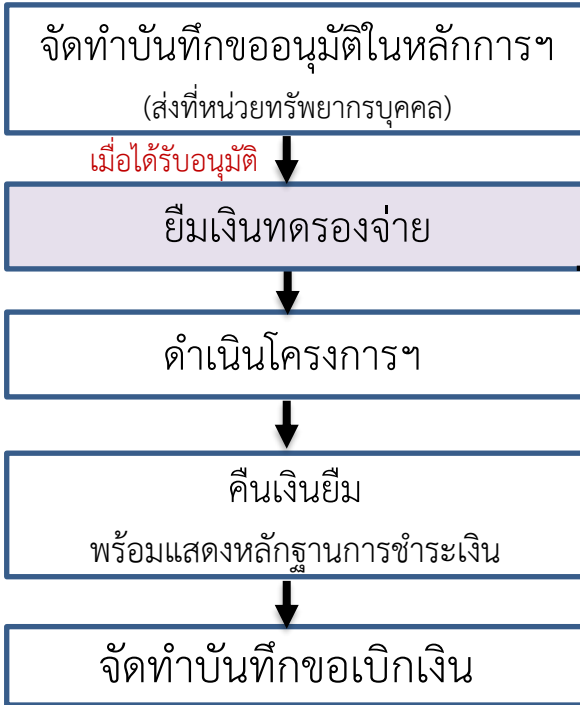 จัดทำบันทึกขออนุมัติในหลักการฯ
(ส่งที่หน่วยทรัพยากรบุคคล)
เมื่อได้รับอนุมัติ
ยืมเงินทดรองจ่าย
ดำเนินโครงการฯ
คืนเงินยืม
พร้อมแสดงหลักฐานการชำระเงิน
จัดทำบันทึกขอเบิกเงิน